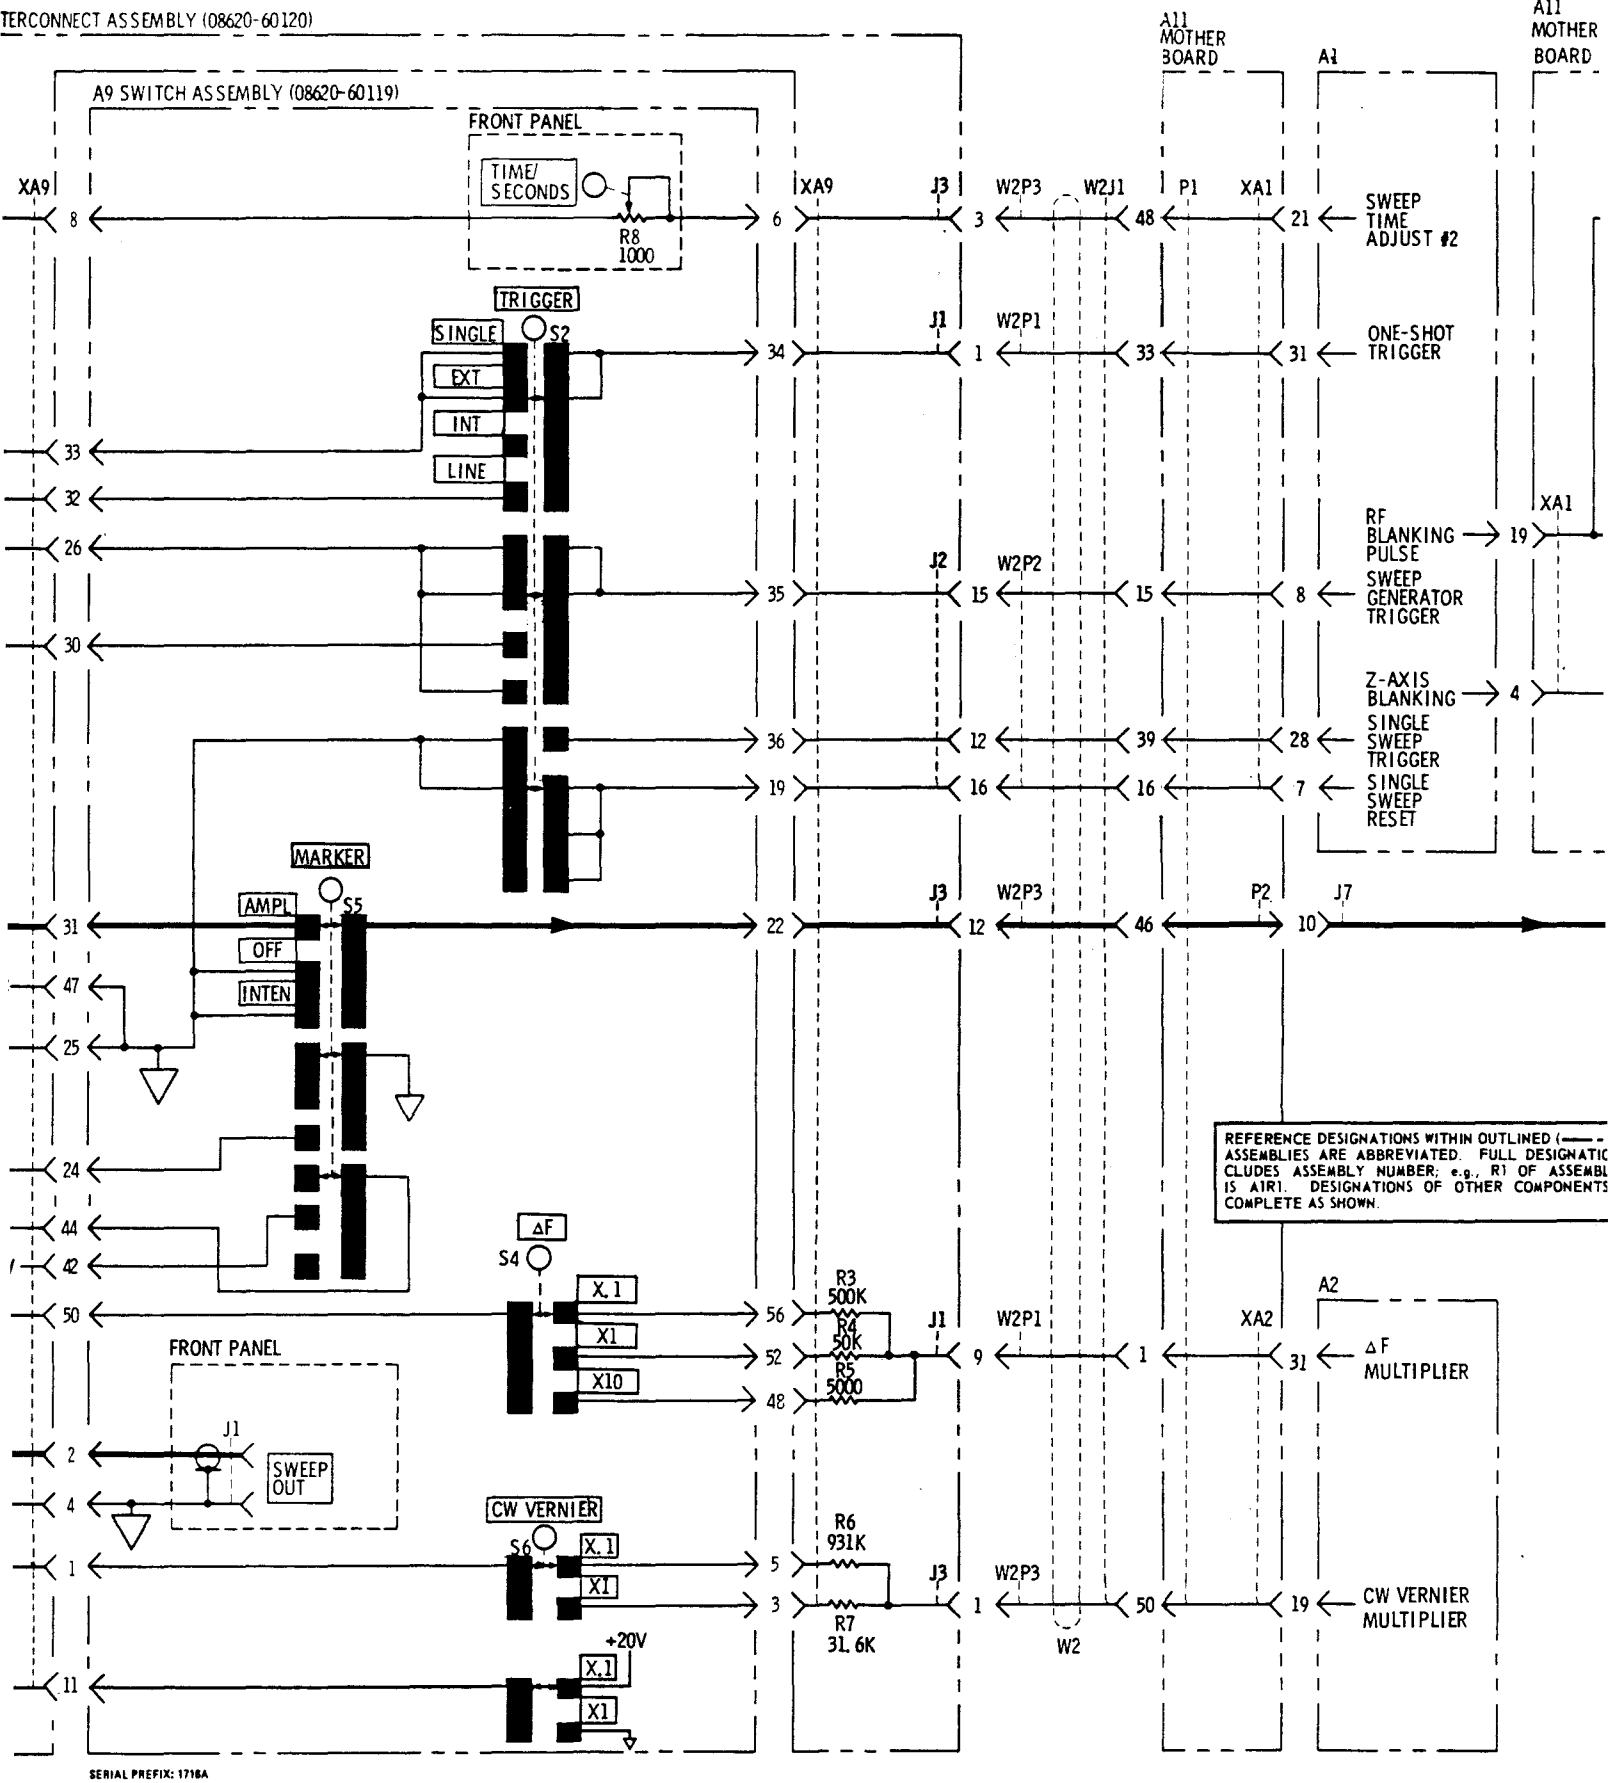 TERCONNECT ASSEMBLY (08620-60120)
A11
MOTHER
BOARD
A1
A11
MOTHER
BOARD
A9 SWITCH ASSEMBLY (08620-60119)
FRONT PANEL
TIME/
SECONDS
R8
1000
XA9
8
6
XA9
J3
3
W2P3
W2J1
48
P1
XA1
21
SWEEP
TIME
ADJUST #2
TRIGGER
S2
SINGLE
EXT
INT
LINE
34
J1
1
W2P1
33
31
ONE-SHOT
TRIGGER
33
32
26
30
35
J2
15
W2P2
15
8
RF
BLANKING
PULSE
19
XA1
SWEEP
GENERATOR
TRIGGER
Z-AXIS
BLANKING
4
36
12
39
28
SINGLE
SWEEP
TRIGGER
19
16
16
7
SINGLE
SWEEP
RESET
MARKER
S5
AMPL
OFF
INTEN
31
22
J3
12
W2P3
46
P2
10
J7
47
25
24
44
42
50
REFERENCE DESIGNATIONS WITHIN OUTLINED (
ASSEMBLIES ARE ABBREVIATED. FULL DESIGNATIO
CLUDES ASSEMBLY NUMBER; e.g., R1 OF ASSEMBL
IS A1R1. DESIGNATIONS OF OTHER COMPONENTS
COMPLETE AS SHOWN.
ΔF
S4
X.1
X1
X10
56
52
48
R3
500K
R4
50K
R5
5000
J1
9
W2P1
1
XA2
31
A2
ΔF
MULTIPLIER
FRONT PANEL
2
J1
SWEEP
OUT
4
CW VERNIER
S6
X.1
X1
1
5
3
R6
931K
R7
31.6K
J3
1
W2P3
50
19
CW VERNIER
MULTIPLIER
W2
+20V
X.1
X1
11
SERIAL PREFIX: 1716A